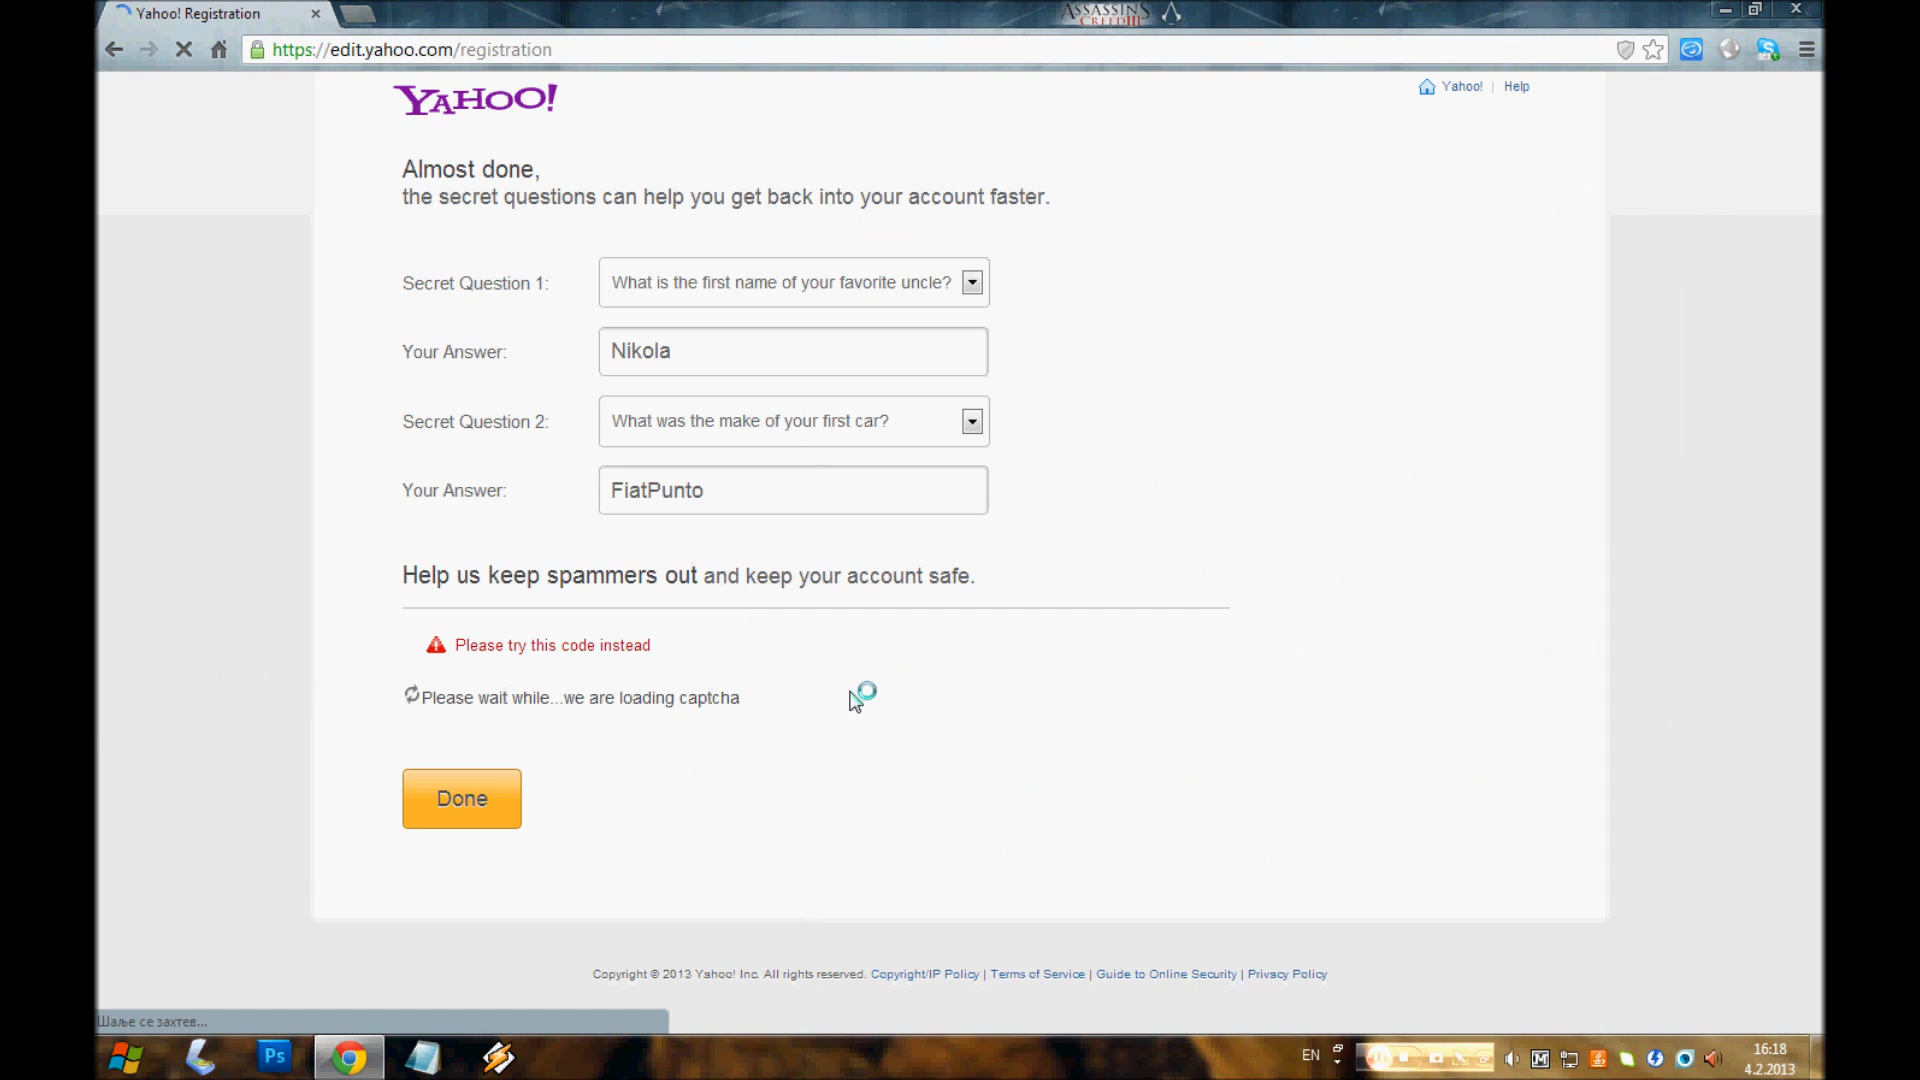 Yahoo! Registration
ASSASSINS
CREED III
https://edit.yahoo.com/registration
YAHOO!
Yahoo! | Help
Almost done,
the secret questions can help you get back into your account faster.
Secret Question 1: What is the first name of your favorite uncle?
Your Answer: Nikola
Secret Question 2: What was the make of your first car?
Your Answer: FiatPunto
Help us keep spammers out and keep your account safe.
Please try this code instead
Please wait while...we are loading captcha
Done
Copyright © 2013 Yahoo! Inc. All rights reserved. Copyright/IP Policy | Terms of Service | Guide to Online Security | Privacy Policy
Шаље се захтев...
Ps
EN
16:18
4.2.2013